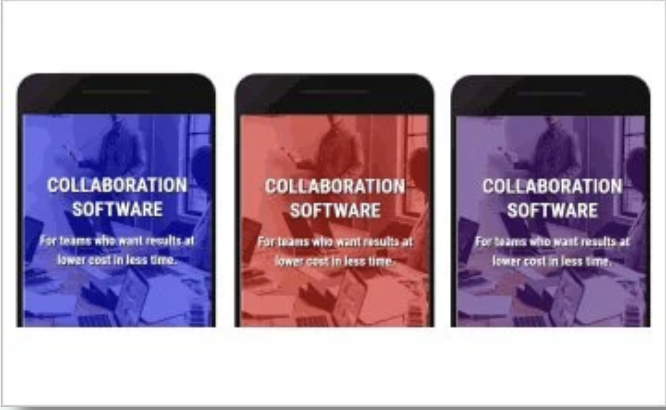 COLLABORATION
SOFTWARE
For teams who want results at
lower cost in less time.
COLLABORATION
SOFTWARE
For teams who want results at
lower cost in less time.
COLLABORATION
SOFTWARE
For teams who want results at
lower cost in less time.